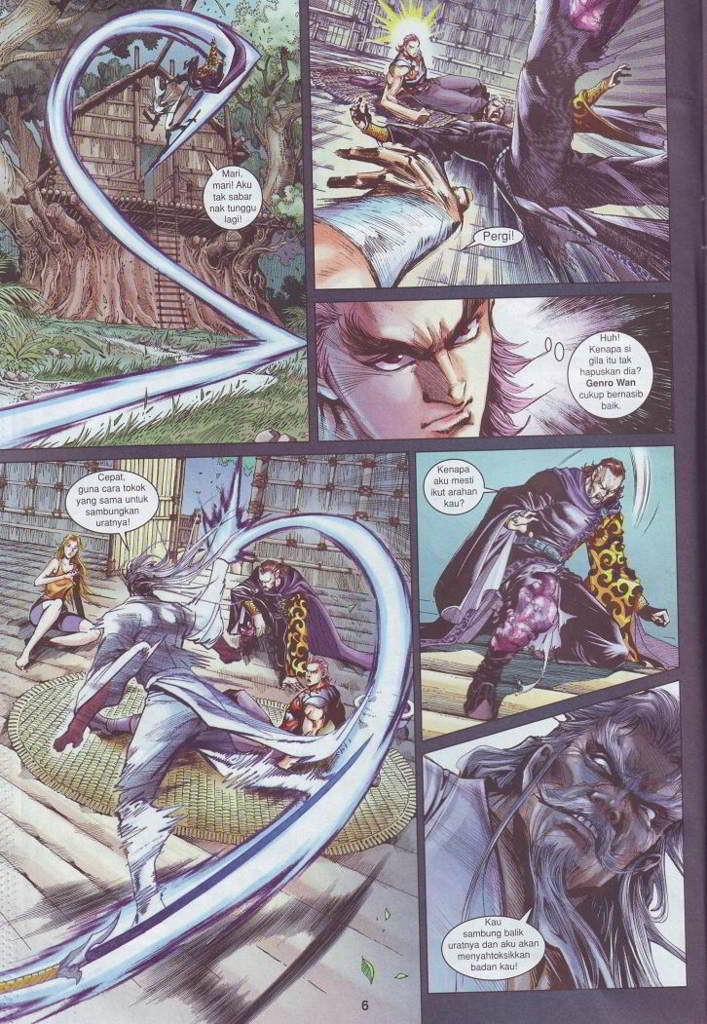 Mari,
mari! Aku
tak sabar
nak tunggu
lagi!
Pergi!
Huh!
Kenapa si
gila itu tak
hapuskan dia?
Genro Wan
cukup bernasib
baik.
Cepat,
guna cara tokok
yang sama untuk
sambungkan
uratnya!
Kenapa
aku mesti
ikut arahan
kau?
Kau
sambung balik
uratnya dan aku akan
menyahtoksikkan
badan kau!
6